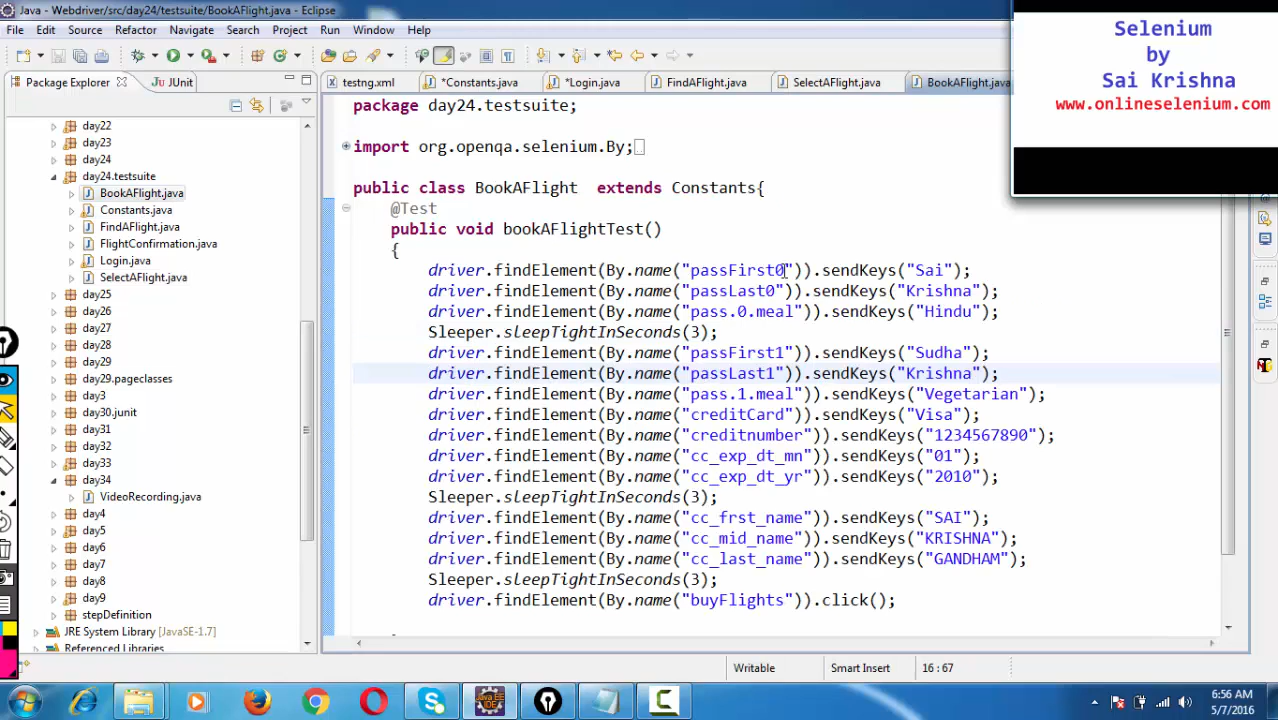 Java - Webdriver/src/day24/testsuite/BookAFlight.java - Eclipse
File Edit Source Refactor Navigate Search Project Run Window Help
Selenium
by
Sai Krishna
www.onlineselenium.com
Package Explorer JUnit
testng.xml *Constants.java *Login.java FindAFlight.java SelectAFlight.java BookAFlight.java
day22
day23
day24
day24.testsuite
BookAFlight.java
Constants.java
FindAFlight.java
FlightConfirmation.java
Login.java
SelectAFlight.java
day25
day26
day27
day28
day29
day29.pageclasses
day3
day30.junit
day31
day32
day33
day34
VideoRecording.java
day4
day5
day6
day7
day8
day9
stepDefinition
JRE System Library [JavaSE-1.7]
Referenced Libraries
package day24.testsuite;
import org.openqa.selenium.By;
public class BookAFlight  extends Constants{
@Test
public void bookAFlightTest()
{
driver.findElement(By.name("passFirst0")).sendKeys("Sai");
driver.findElement(By.name("passLast0")).sendKeys("Krishna");
driver.findElement(By.name("pass.0.meal")).sendKeys("Hindu");
Sleeper.sleepTightInSeconds(3);
driver.findElement(By.name("passFirst1")).sendKeys("Sudha");
driver.findElement(By.name("passLast1")).sendKeys("Krishna");
driver.findElement(By.name("pass.1.meal")).sendKeys("Vegetarian");
driver.findElement(By.name("creditCard")).sendKeys("Visa");
driver.findElement(By.name("creditnumber")).sendKeys("1234567890");
driver.findElement(By.name("cc_exp_dt_mn")).sendKeys("01");
driver.findElement(By.name("cc_exp_dt_yr")).sendKeys("2010");
Sleeper.sleepTightInSeconds(3);
driver.findElement(By.name("cc_frst_name")).sendKeys("SAI");
driver.findElement(By.name("cc_mid_name")).sendKeys("KRISHNA");
driver.findElement(By.name("cc_last_name")).sendKeys("GANDHAM");
Sleeper.sleepTightInSeconds(3);
driver.findElement(By.name("buyFlights")).click();
Writable Smart Insert 16 : 67
6:56 AM
5/7/2016